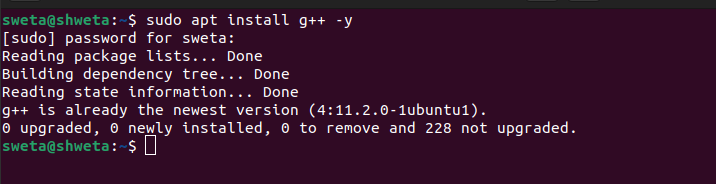 sweta@shweta:~$ sudo apt install g++ -y
[sudo] password for sweta:
Reading package lists... Done
Building dependency tree... Done
Reading state information... Done
g++ is already the newest version (4:11.2.0-1ubuntu1).
0 upgraded, 0 newly installed, 0 to remove and 228 not upgraded.
sweta@shweta:~$